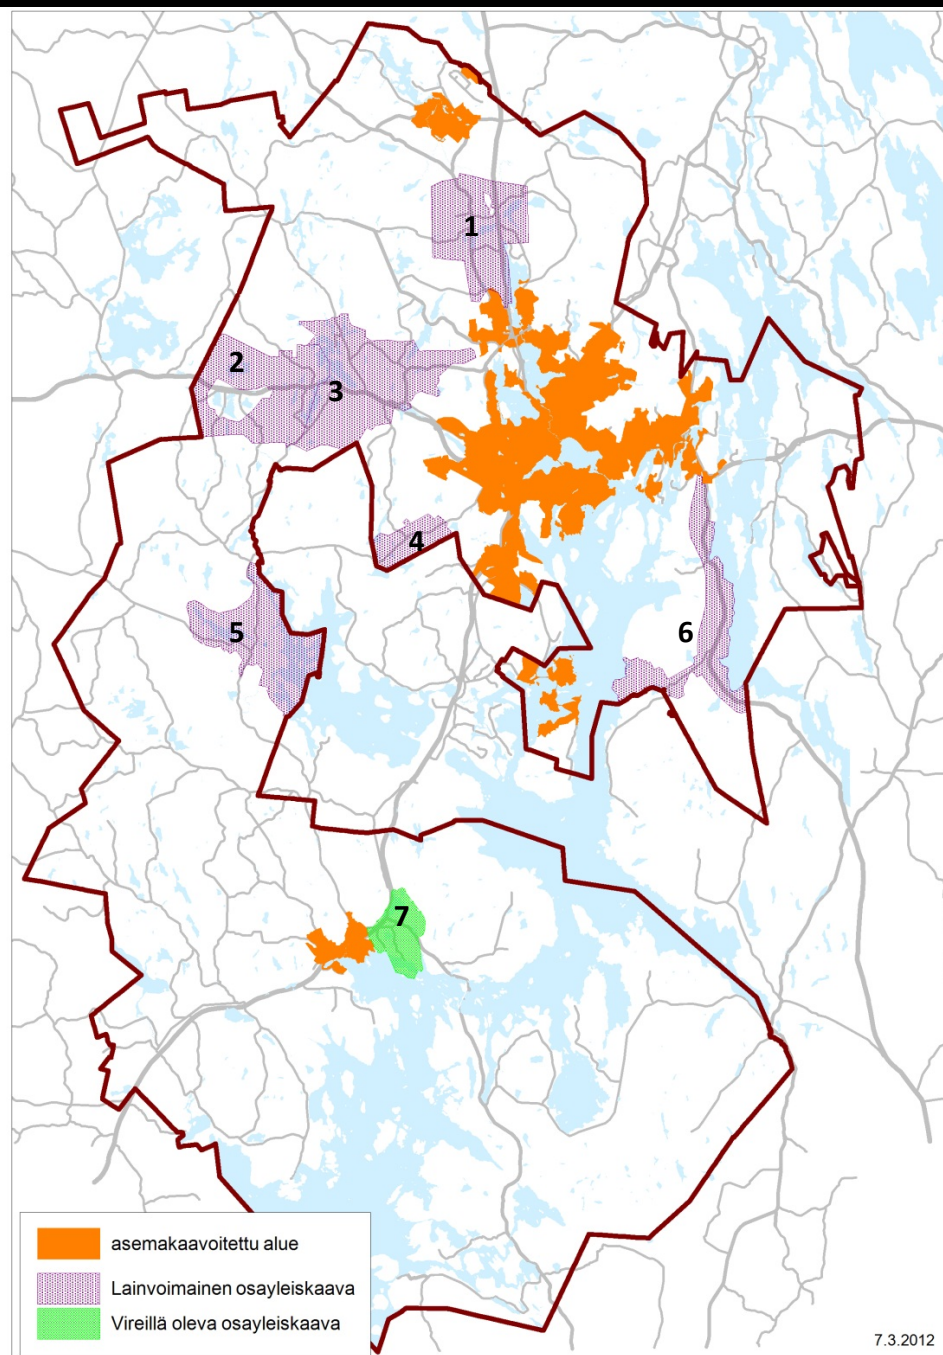 1
2
3
4
5
6
7
asemakaavoitettu alue
Lainvoimainen osayleiskaava
Vireillä oleva osayleiskaava
7.3.2012